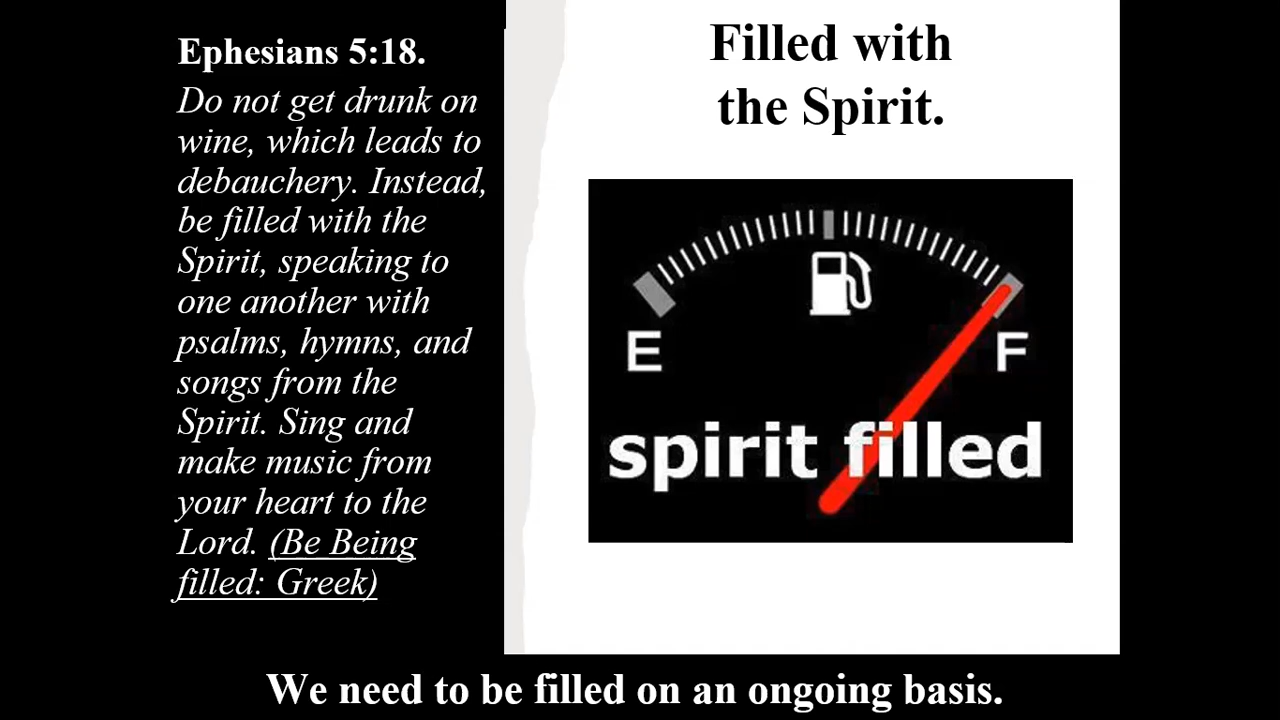 Ephesians 5:18.
Do not get drunk on
wine, which leads to
debauchery. Instead,
be filled with the
Spirit, speaking to
one another with
psalms, hymns, and
songs from the
Spirit. Sing and
make music from
your heart to the
Lord. (Be Being
filled: Greek)
Filled with
the Spirit.
E
F
spirit filled
We need to be filled on an ongoing basis.